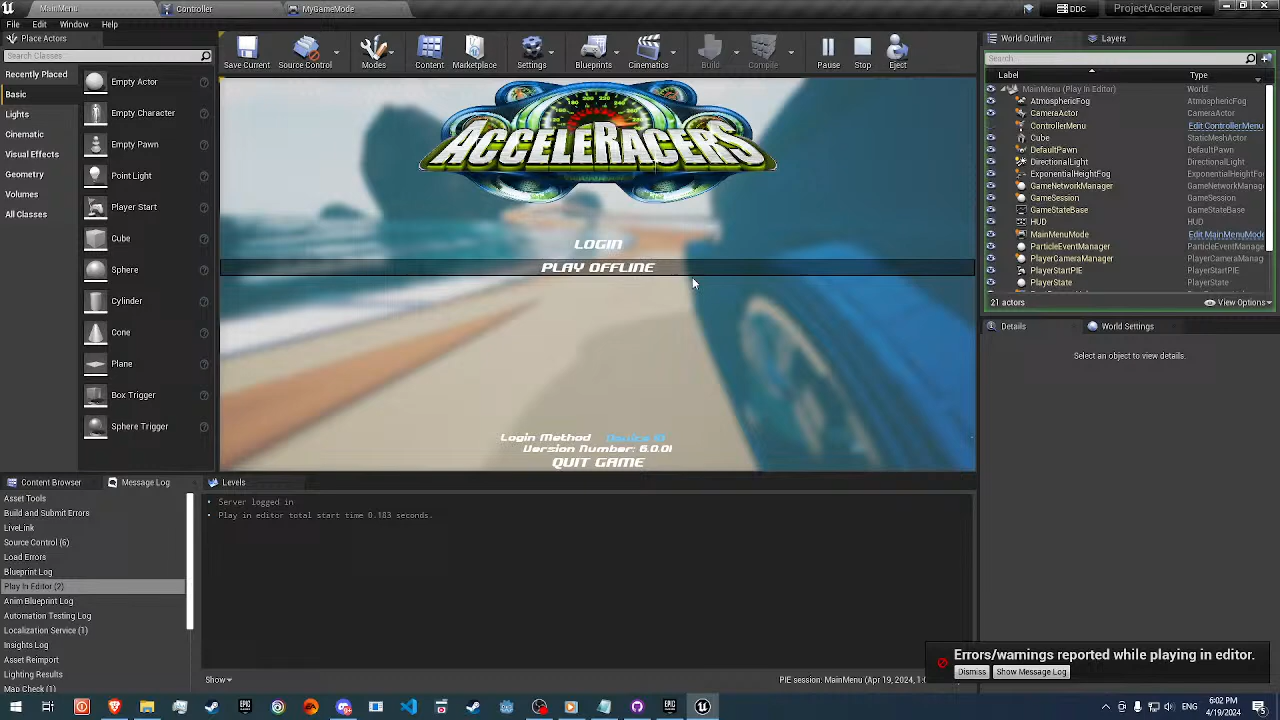 MainMenu
Controller
MyGameMode
DDC
ProjectAcceleracer
File
Edit
Window
Help
Place Actors
Search Classes
Recently Placed
Basic
Lights
Cinematic
Visual Effects
Geometry
Volumes
All Classes
Empty Actor
Empty Character
Empty Pawn
Point Light
Player Start
Cube
Sphere
Cylinder
Cone
Plane
Box Trigger
Sphere Trigger
Save Current
Source Control
Modes
Content
Marketplace
Settings
Blueprints
Cinematics
Build
Compile
Pause
Stop
Eject
ACCELERACERS
LOGIN
PLAY OFFLINE
Login Method
Version Number: 6.0.01
QUIT GAME
World Outliner
Layers
Search
Label
Type
MainMenu (Play In Editor)
World
AtmosphericFog
AtmosphericFog
CameraActor
CameraActor
ControllerMenu
Edit ControllerMenu
Cube
StaticMeshActor
DefaultPawn
DefaultPawn
DirectionalLight
DirectionalLight
ExponentialHeightFog
ExponentialHeightFog
GameNetworkManager
GameNetworkManag
GameSession
GameSession
GameStateBase
GameStateBase
HUD
HUD
MainMenuMode
Edit MainMenuMode
ParticleEventManager
ParticleEventManage
PlayerCameraManager
PlayerCameraManag
PlayerStartPIE
PlayerStartPIE
PlayerState
PlayerState
21 actors
View Options
Details
World Settings
Select an object to view details.
Content Browser
Message Log
Levels
Asset Tools
Build and Submit Errors
LiveLink
Source Control (6)
Load Errors
Blueprint Log
Play In Editor (2)
Anim Blueprint Log
Automation Testing Log
Localization Service (1)
Insights Log
Asset Reimport
Lighting Results
Map Check (1)
• Server logged in
• Play in editor total start time 0.183 seconds.
Show
PIE session: MainMenu (Apr 19, 2024,
Errors/warnings reported while playing in editor.
Dismiss
Show Message Log
6:02 PM
4/19/2024